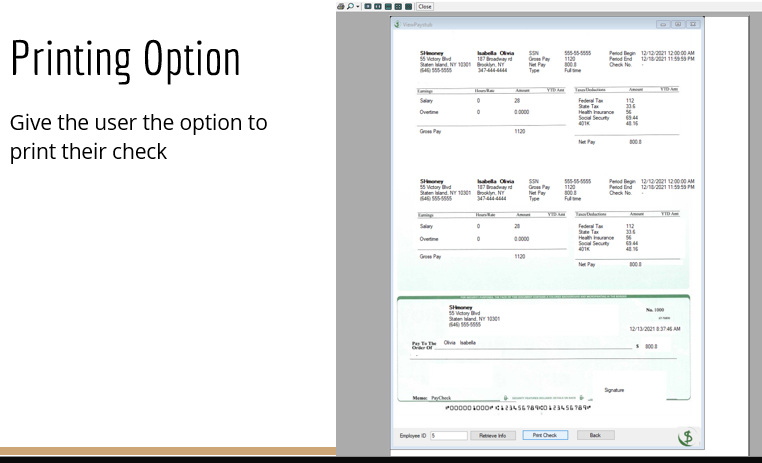 Close
Printing Option
Give the user the option to
print their check
ViewPaystub
SHmoney Isabella Olivia SSN 555-55-5555 Period Begin 12/12/2021 12:00:00 AM
55 Victory Blvd 187 Broadway rd Gross Pay 1120 Period End 12/18/2021 11:59:59 PM
Staten Island, NY 10301 Brooklyn, NY Net Pay 800.8 Check No. -
(646) 555-5555 347-444-4444 Type Full time
Earnings Hours/Rate Amount YTD Amt Taxes/Deductions Amount YTD Amt
Salary 0 28 Federal Tax 112
State Tax 33.6
Overtime 0 0.0000 Health Insurance 56
Social Security 69.44
401K 48.16
Gross Pay 1120
Net Pay 800.8
SHmoney Isabella Olivia SSN 555-55-5555 Period Begin 12/12/2021 12:00:00 AM
55 Victory Blvd 187 Broadway rd Gross Pay 1120 Period End 12/18/2021 11:59:59 PM
Staten Island, NY 10301 Brooklyn, NY Net Pay 800.8 Check No. -
(646) 555-5555 347-444-4444 Type Full time
Earnings Hours/Rate Amount YTD Amt Taxes/Deductions Amount YTD Amt
Salary 0 28 Federal Tax 112
State Tax 33.6
Overtime 0 0.0000 Health Insurance 56
Social Security 69.44
401K 48.16
Gross Pay 1120
Net Pay 800.8
SHmoney
55 Victory Blvd No. 1000
Staten Island, NY 10301
(646) 555-5555
12/13/2021 8:37:46 AM
Pay To The
Order Of Olivia Isabella $ 800.8
-
Signature
Memo: PayCheck
⑈00000 1000⑈ ⑆123456789⑆0123456789⑈
Employee ID 5 Retrieve Info Print Check Back